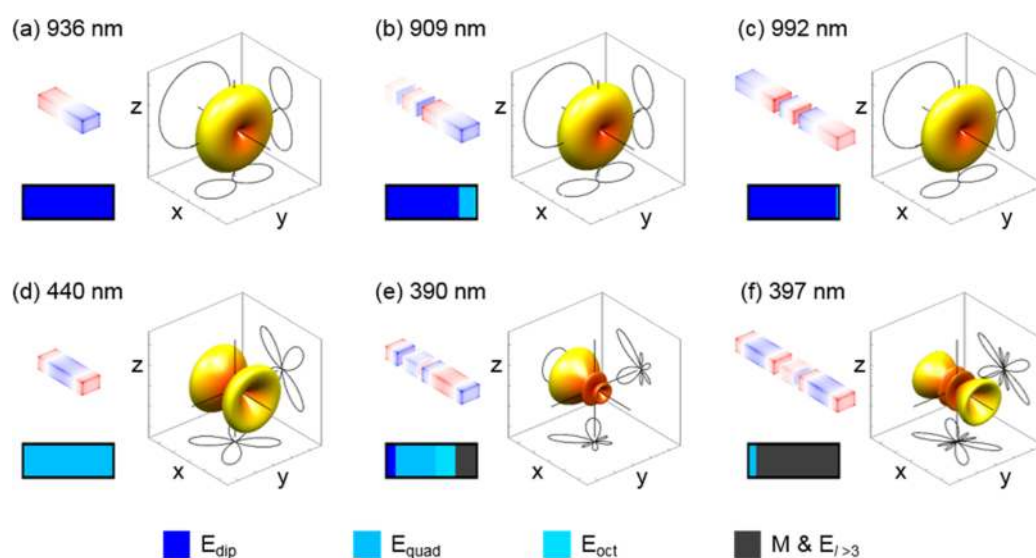 (a) 936 nm (b) 909 nm (c) 992 nm
z z z
x y x y x y
(d) 440 nm (e) 390 nm (f) 397 nm
z z z
x y x y x y
E_dip E_quad E_oct M & E_l>3